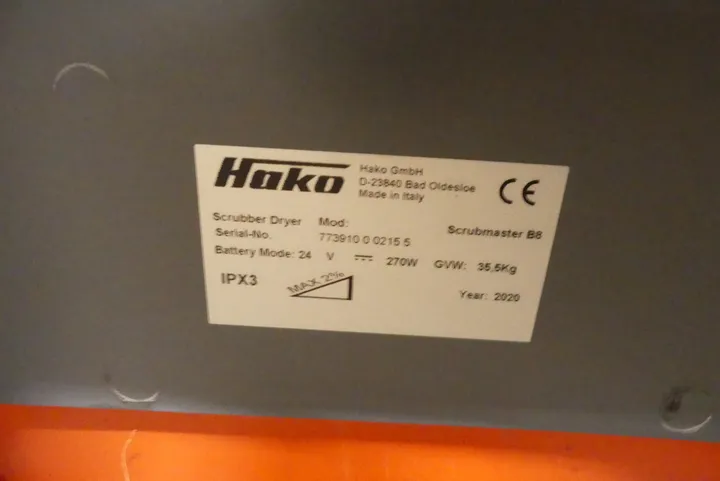 Hako
Hako GmbH
D-23840 Bad Oldesloe
Made in Italy
CE
Scrubber Dryer Mod: Scrubmaster B8
Serial-No. 773910 0 0215 5
Battery Mode: 24 V 270W GVW: 35,5Kg
IPX3 MAX 2% Year: 2020